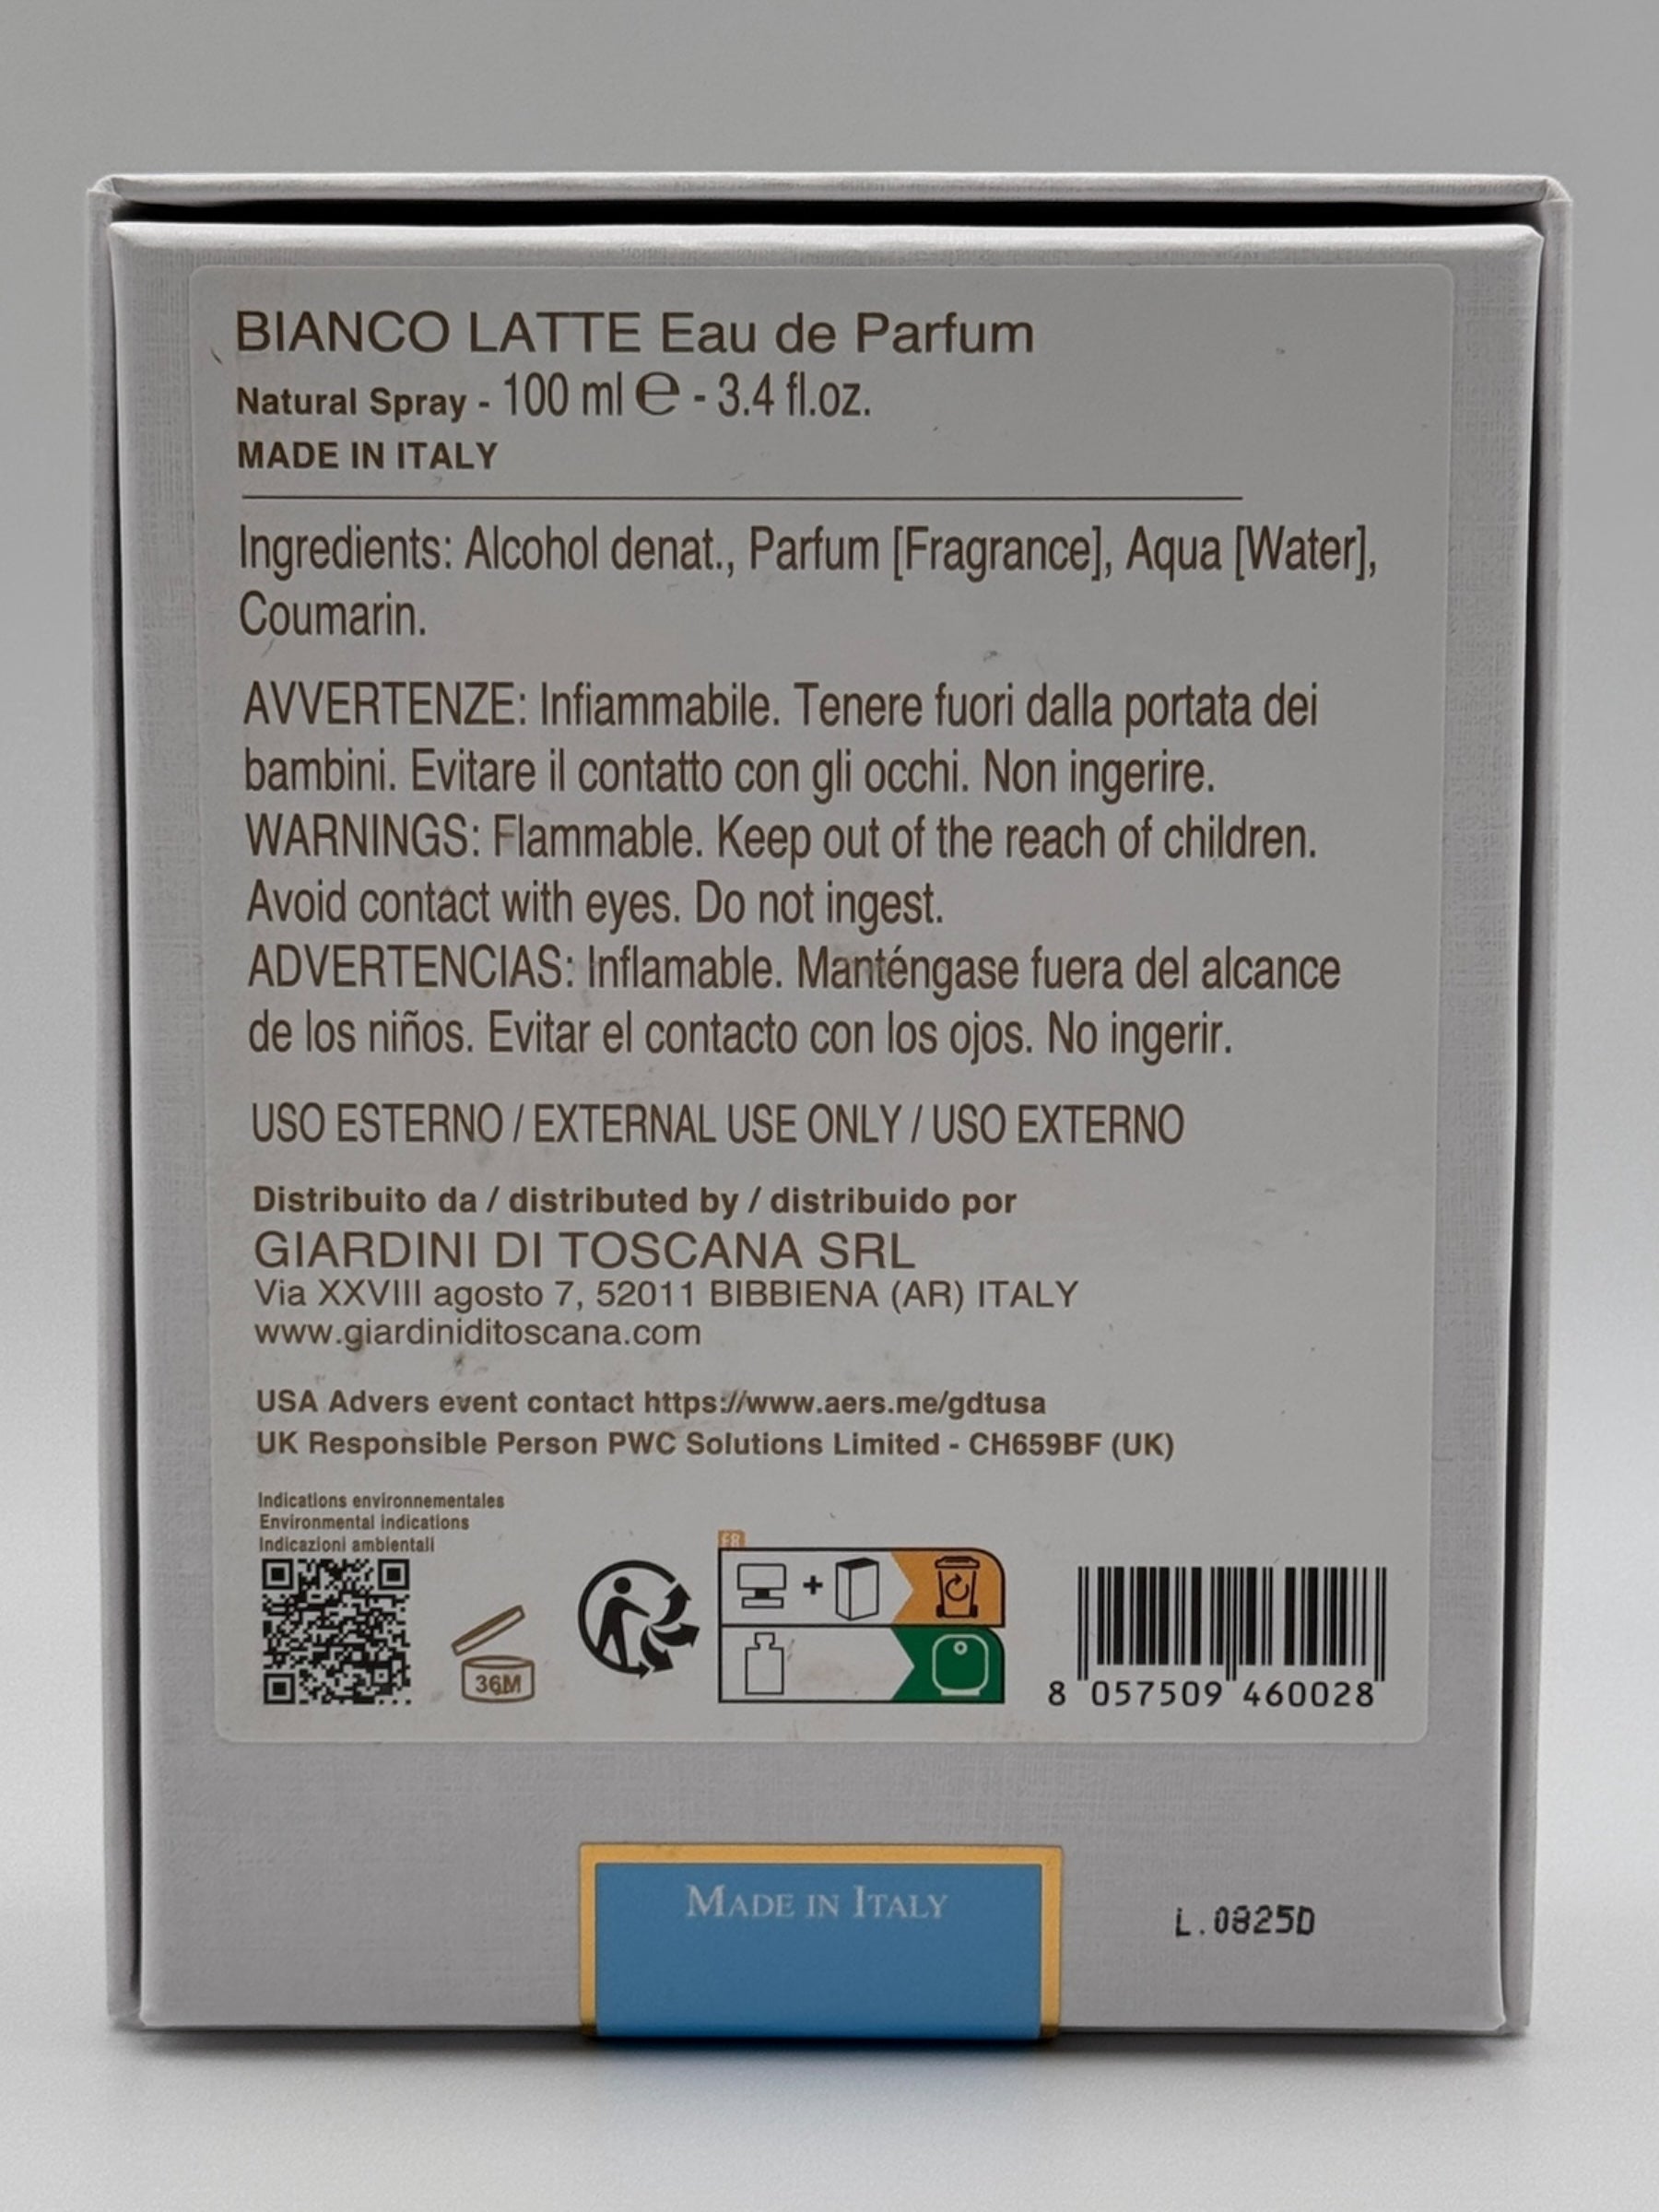 BIANCO LATTE Eau de Parfum
Natural Spray - 100 ml ℮ - 3.4 fl.oz.
MADE IN ITALY
Ingredients: Alcohol denat., Parfum [Fragrance], Aqua [Water],
Coumarin.
AVVERTENZE: Infiammabile. Tenere fuori dalla portata dei
bambini. Evitare il contatto con gli occhi. Non ingerire.
WARNINGS: Flammable. Keep out of the reach of children.
Avoid contact with eyes. Do not ingest.
ADVERTENCIAS: Inflamable. Manténgase fuera del alcance
de los niños. Evitar el contacto con los ojos. No ingerir.
USO ESTERNO / EXTERNAL USE ONLY / USO EXTERNO
Distribuito da / distributed by / distribuido por
GIARDINI DI TOSCANA SRL
Via XXVIII agosto 7, 52011 BIBBIENA (AR) ITALY
www.giardiniditoscana.com
USA Advers event contact https://www.aers.me/gdtusa
UK Responsible Person PWC Solutions Limited - CH659BF (UK)
Indications environnementales
Environmental indications
Indicazioni ambientali
FR
36M
8 057509 460028
MADE IN ITALY
L.0825D